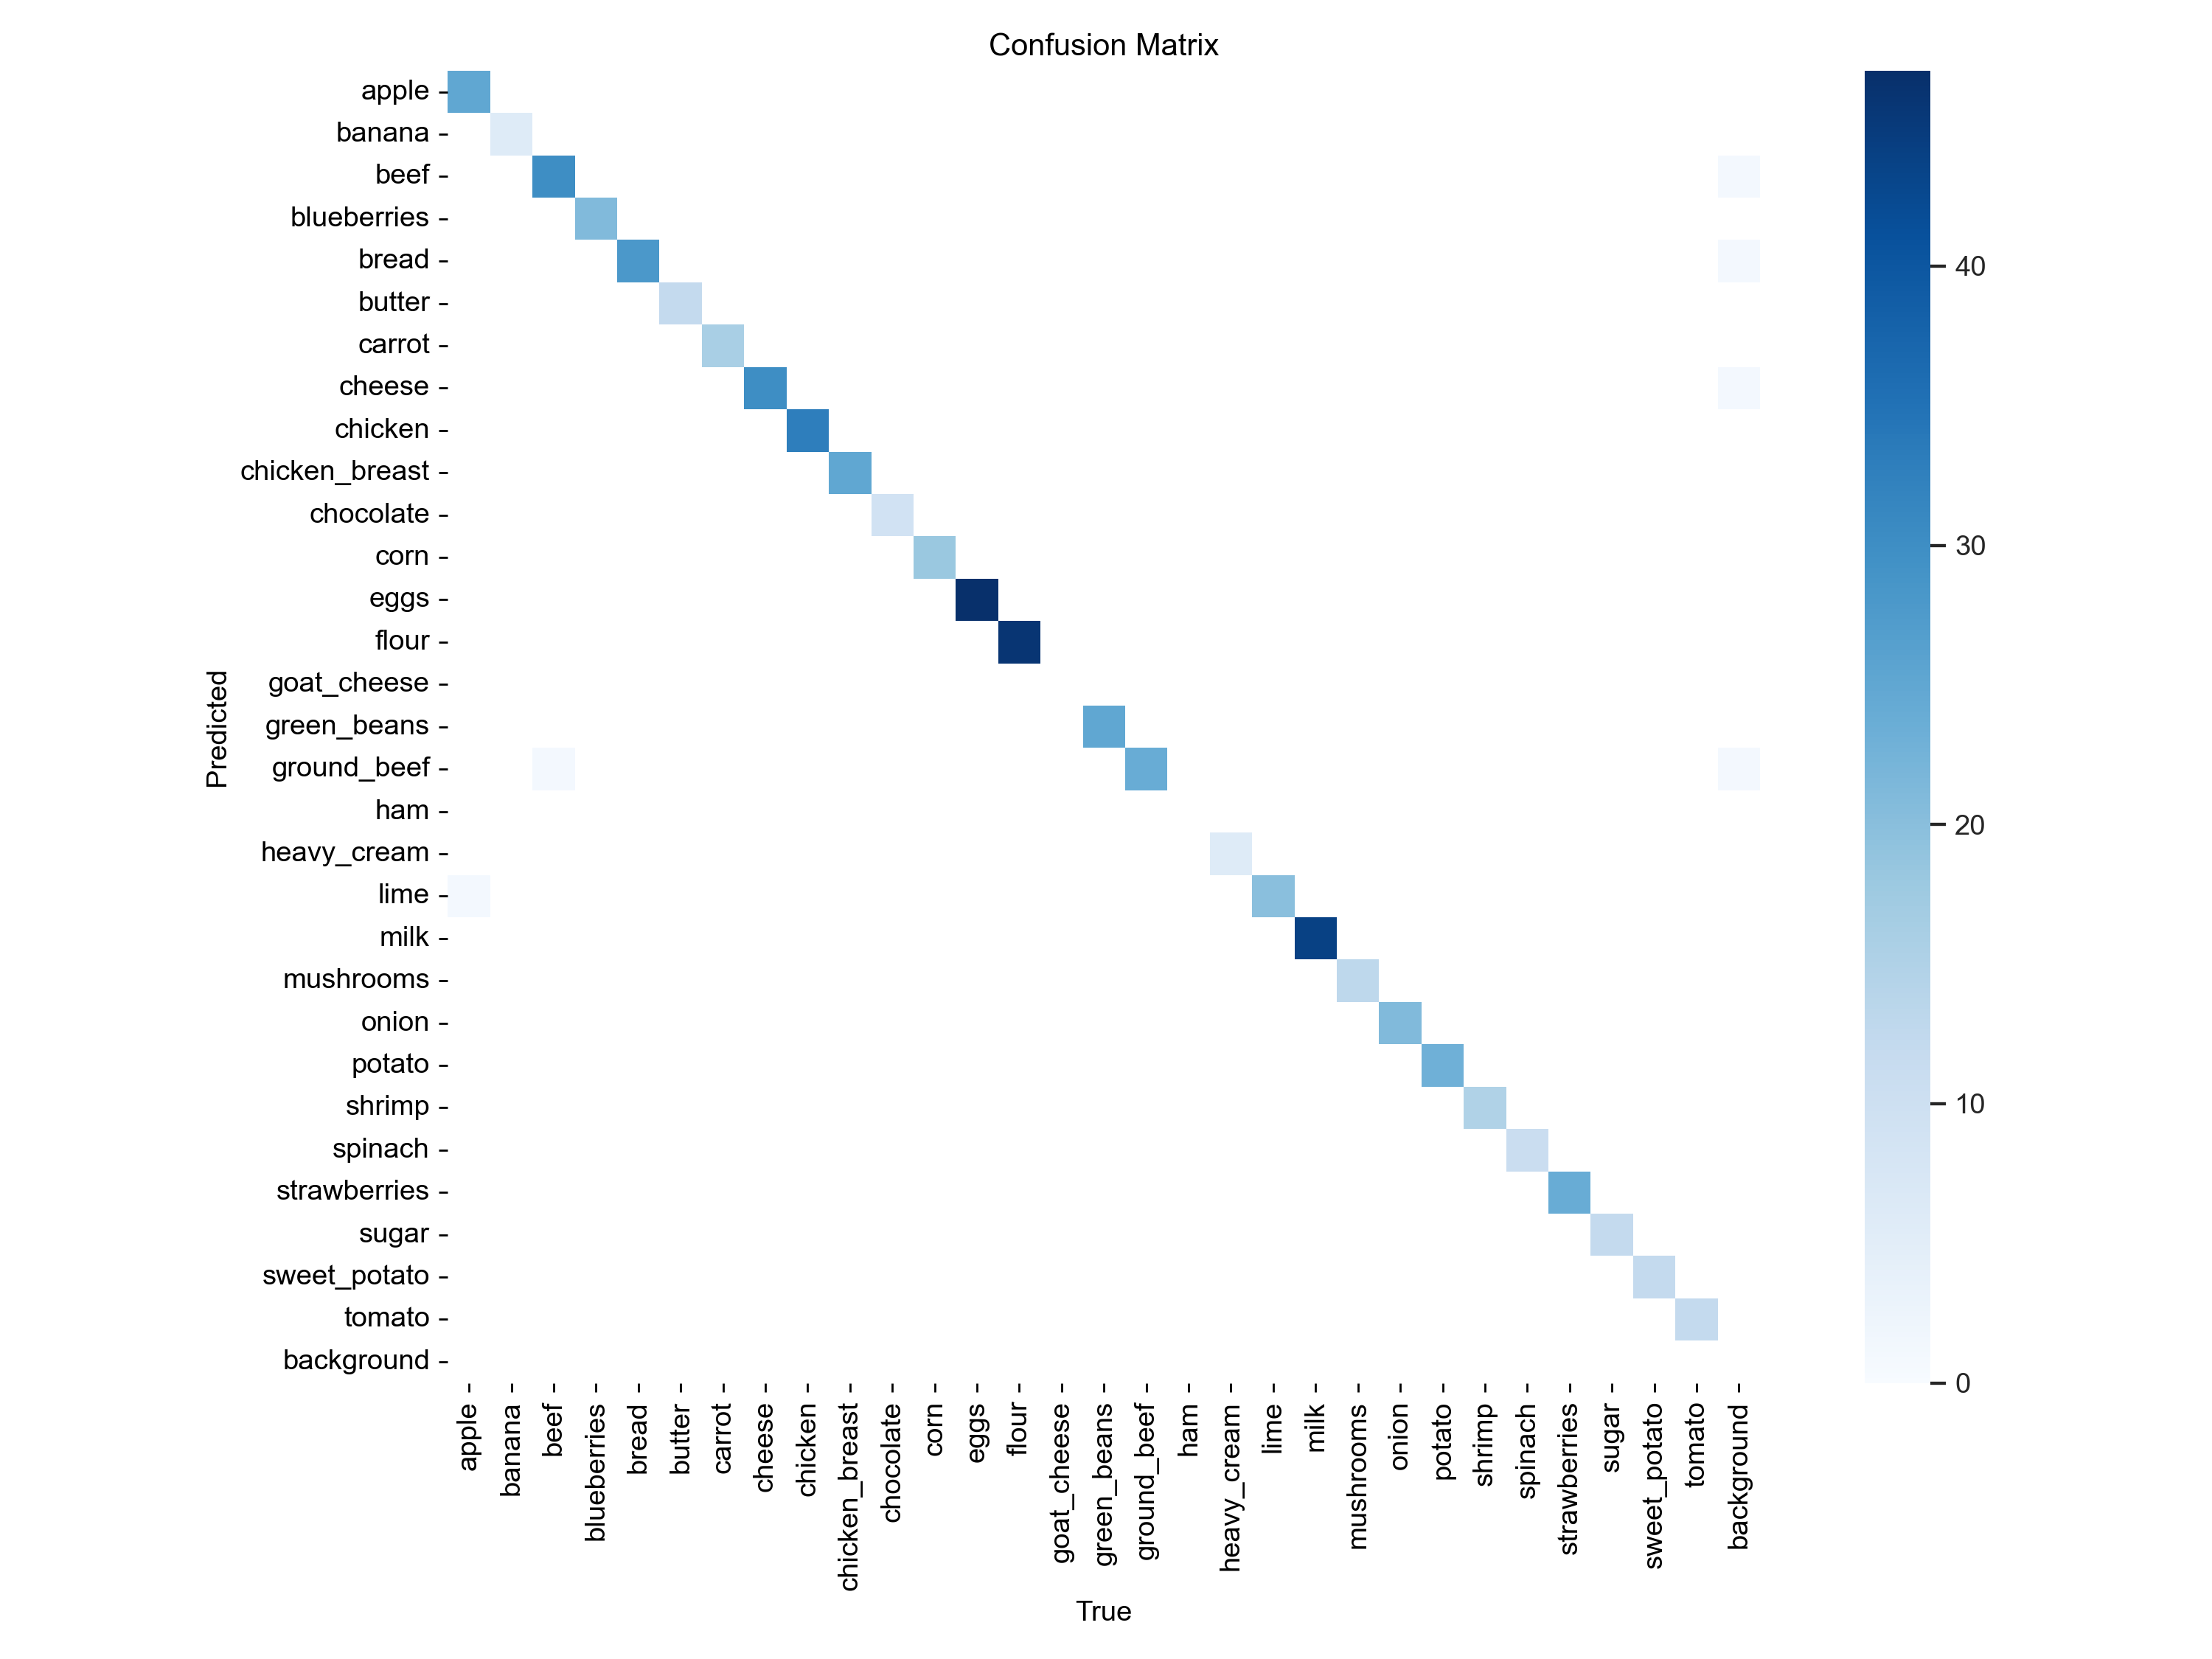 Confusion Matrix
apple
banana
beef
blueberries
bread
butter
carrot
cheese
chicken
chicken_breast
chocolate
corn
eggs
flour
goat_cheese
green_beans
ground_beef
ham
heavy_cream
lime
milk
mushrooms
onion
potato
shrimp
spinach
strawberries
sugar
sweet_potato
tomato
background
Predicted
apple
banana
beef
blueberries
bread
butter
carrot
cheese
chicken
chicken_breast
chocolate
corn
eggs
flour
goat_cheese
green_beans
ground_beef
ham
heavy_cream
lime
milk
mushrooms
onion
potato
shrimp
spinach
strawberries
sugar
sweet_potato
tomato
background
True
40
30
20
10
0